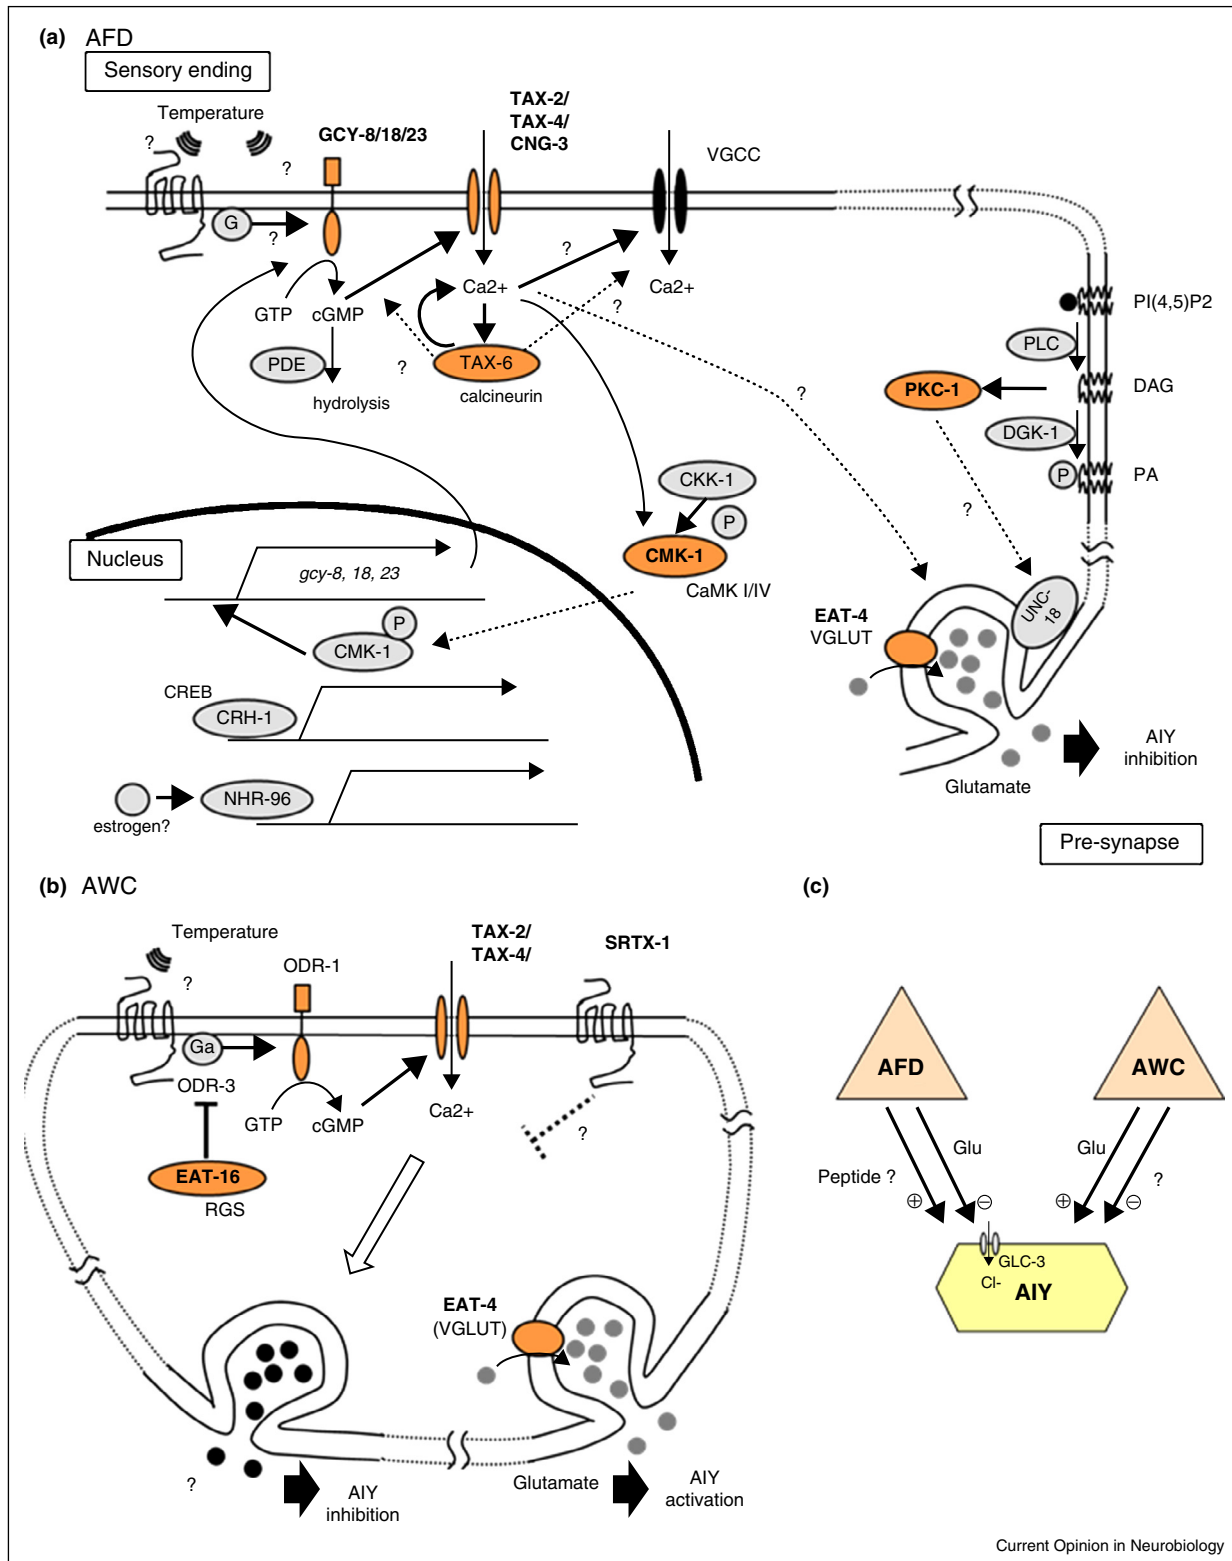 (a) AFD
Sensory ending
Temperature
?
?
?
GCY-8/18/23
TAX-2/
TAX-4/
CNG-3
VGCC
G
GTP
cGMP
PDE
hydrolysis
Ca2+
?
Ca2+
?
?
TAX-6
calcineurin
?
PI(4,5)P2
PLC
DAG
PKC-1
DGK-1
P
PA
?
CKK-1
P
CMK-1
CaMK I/IV
Nucleus
gcy-8, 18, 23
P
CMK-1
CREB
CRH-1
NHR-96
estrogen?
EAT-4
VGLUT
UNC-
18
Glutamate
AIY
inhibition
Pre-synapse
(b) AWC
Temperature
?
ODR-1
TAX-2/
TAX-4/
SRTX-1
Ga
ODR-3
GTP
cGMP
Ca2+
?
EAT-16
RGS
EAT-4
(VGLUT)
?
AIY
inhibition
Glutamate
AIY
activation
(c)
AFD
AWC
Peptide ?
Glu
Glu
?
+
−
+
−
GLC-3
Cl-
AIY
Current Opinion in Neurobiology